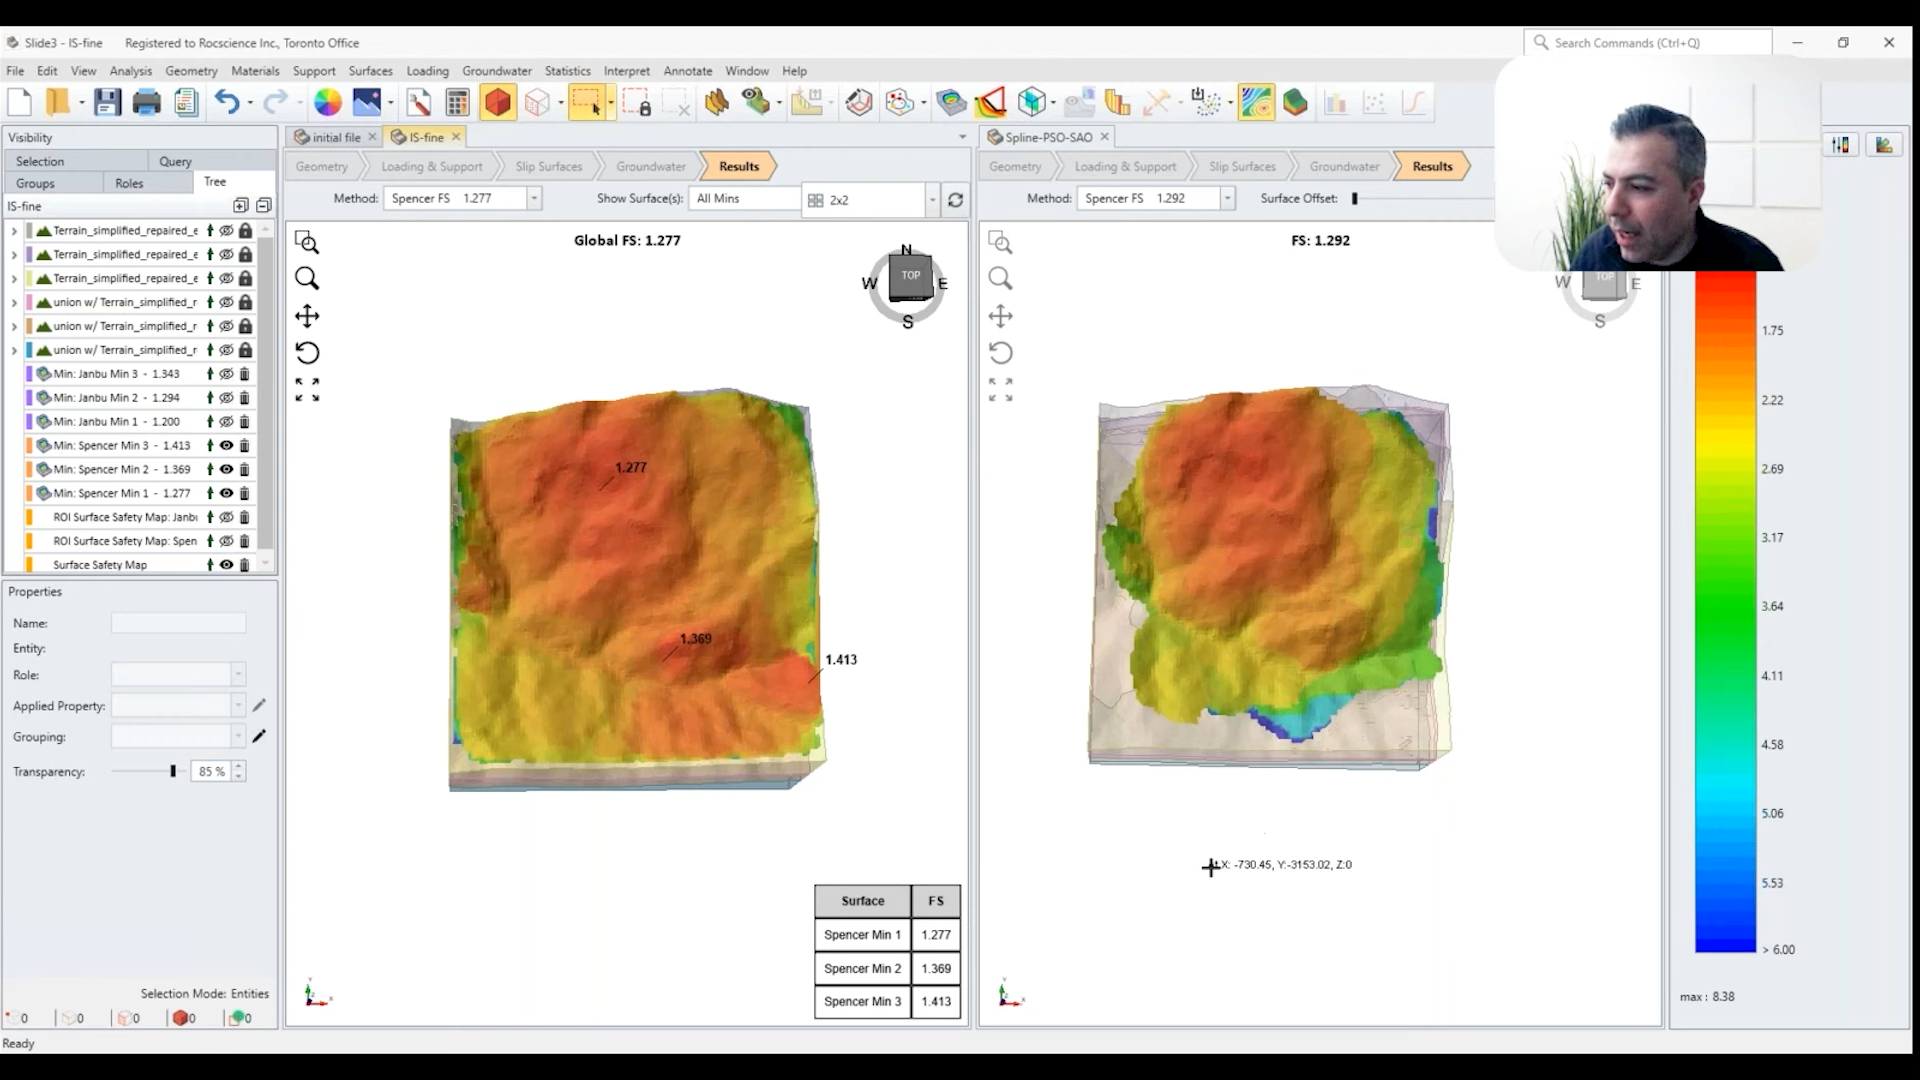 Slide3 - IS-fine Registered to Rocscience Inc., Toronto Office
Search Commands (Ctrl+Q)
File Edit View Analysis Geometry Materials Support Surfaces Loading Groundwater Statistics Interpret Annotate Window Help
Visibility
Selection Query
Groups Roles Tree
IS-fine
Terrain_simplified_repaired_e
Terrain_simplified_repaired_e
Terrain_simplified_repaired_e
union w/ Terrain_simplified_r
union w/ Terrain_simplified_r
union w/ Terrain_simplified_r
Min: Janbu Min 3 - 1.343
Min: Janbu Min 2 - 1.294
Min: Janbu Min 1 - 1.200
Min: Spencer Min 3 - 1.413
Min: Spencer Min 2 - 1.369
Min: Spencer Min 1 - 1.277
ROI Surface Safety Map: Janbu
ROI Surface Safety Map: Spen
Surface Safety Map
Properties
Name:
Entity:
Role:
Applied Property:
Grouping:
Transparency: 85 %
Selection Mode: Entities
0 0 0 0 0
Ready
initial file IS-fine
Geometry Loading & Support Slip Surfaces Groundwater Results
Method: Spencer FS 1.277 Show Surface(s): All Mins 2x2
Global FS: 1.277
N
W TOP E
S
1.277
1.369
1.413
Surface FS
Spencer Min 1 1.277
Spencer Min 2 1.369
Spencer Min 3 1.413
Spline-PSO-SAO
Geometry Loading & Support Slip Surfaces Groundwater Results
Method: Spencer FS 1.292 Surface Offset:
FS: 1.292
W TOP E
S
X: -730.45, Y:-3153.02, Z:0
1.75
2.22
2.69
3.17
3.64
4.11
4.58
5.06
5.53
> 6.00
max : 8.38